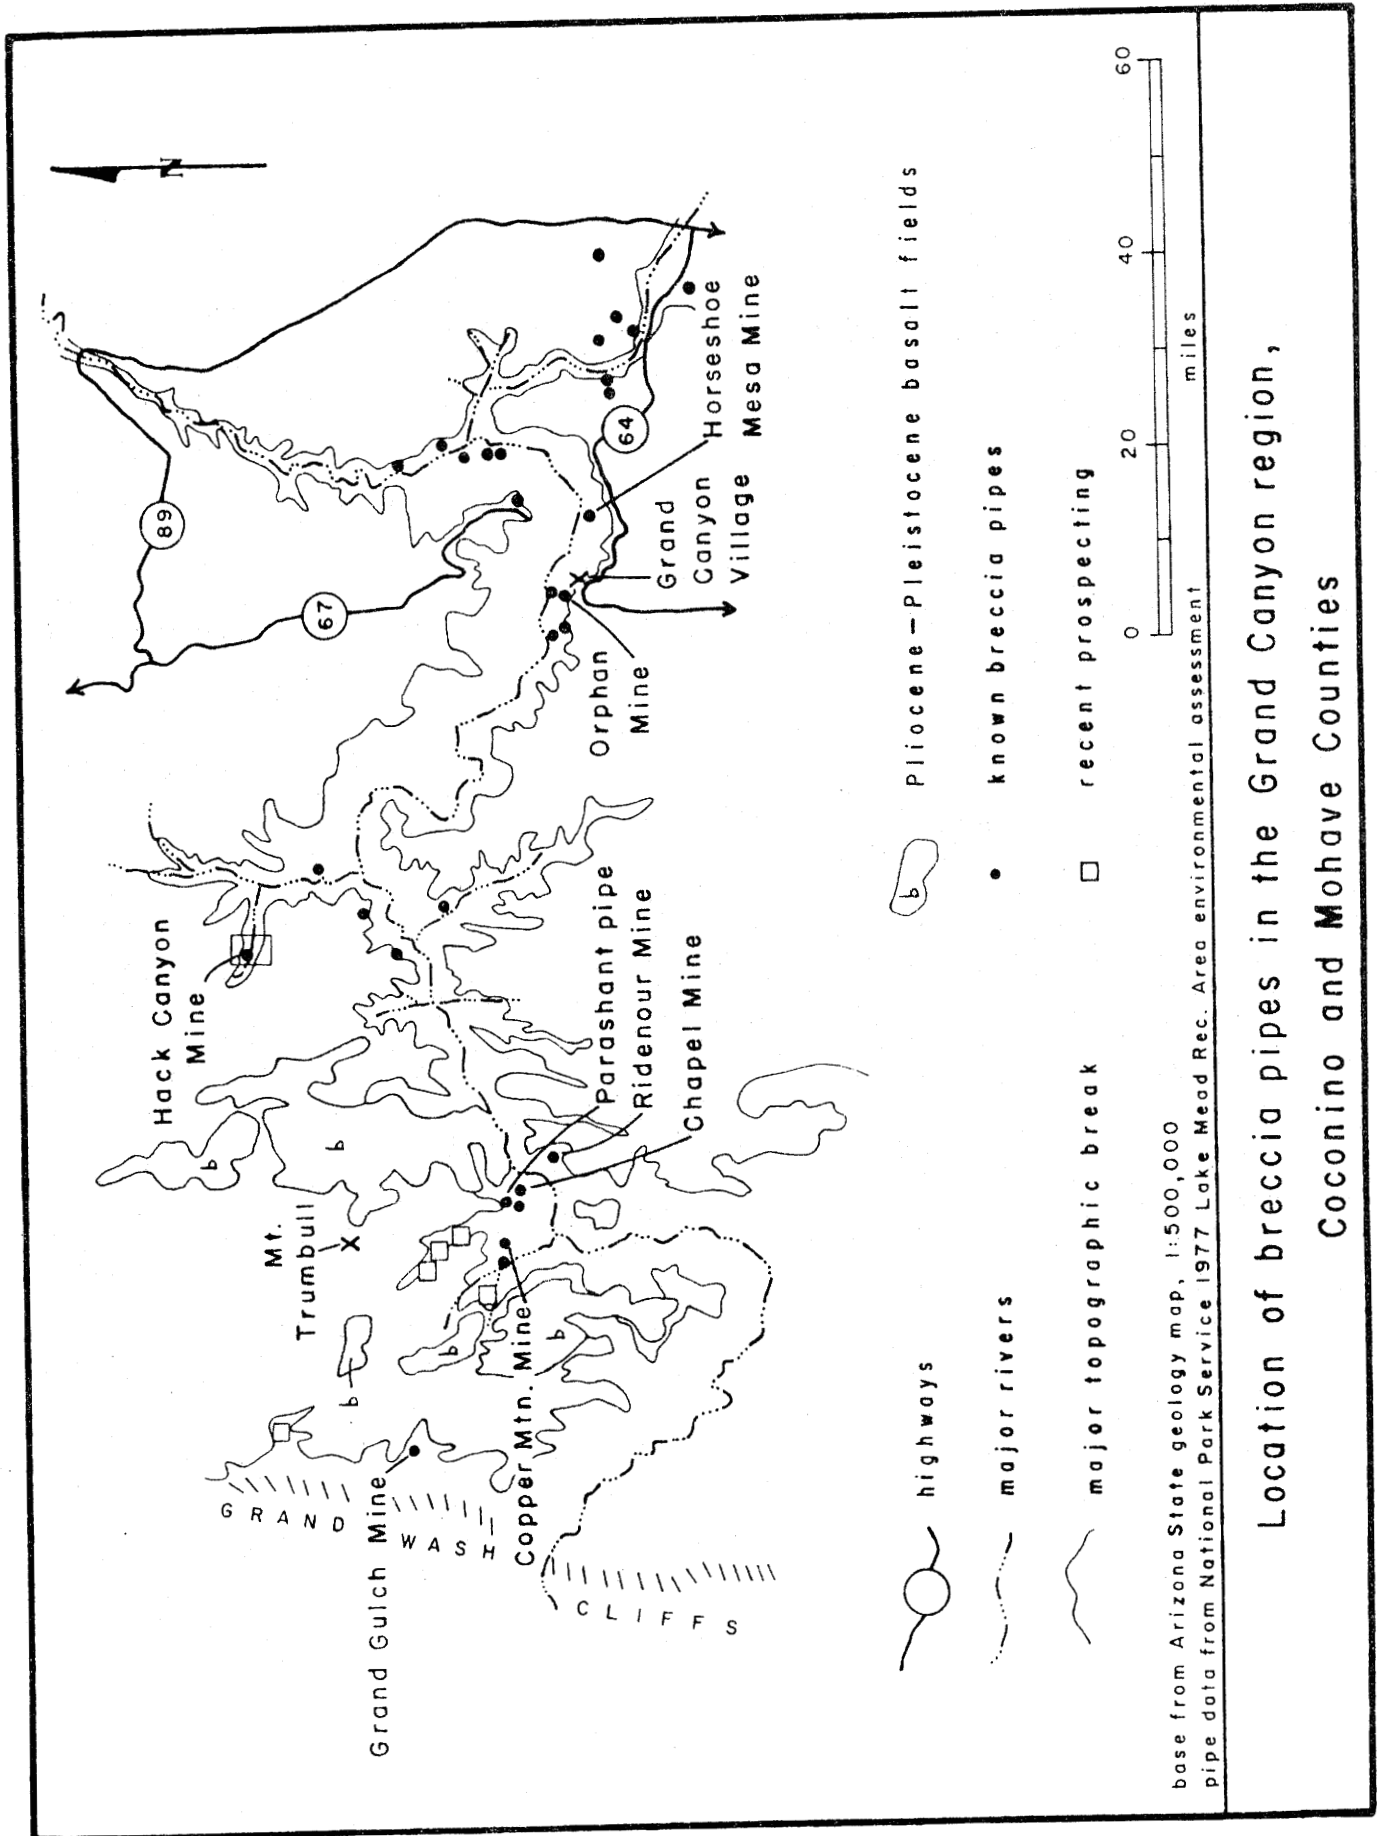 N
89
67
64
Hack Canyon
Mine
Mt.
Trumbull
b
b
b
b
b
GRAND
WASH
CLIFFS
Grand Gulch Mine
Copper Mtn. Mine
Parashant pipe
Ridenour Mine
Chapel Mine
Orphan
Mine
Grand
Canyon
Village
Horseshoe
Mesa Mine
highways
major rivers
major topographic break
b
Pliocene—Pleistocene basalt fields
known breccia pipes
recent prospecting
0 20 40 60
miles
base from Arizona State geology map, 1:500,000
pipe data from National Park Service 1977 Lake Mead Rec. Area environmental assessment
Location of breccia pipes in the Grand Canyon region,
Coconino and Mohave Counties